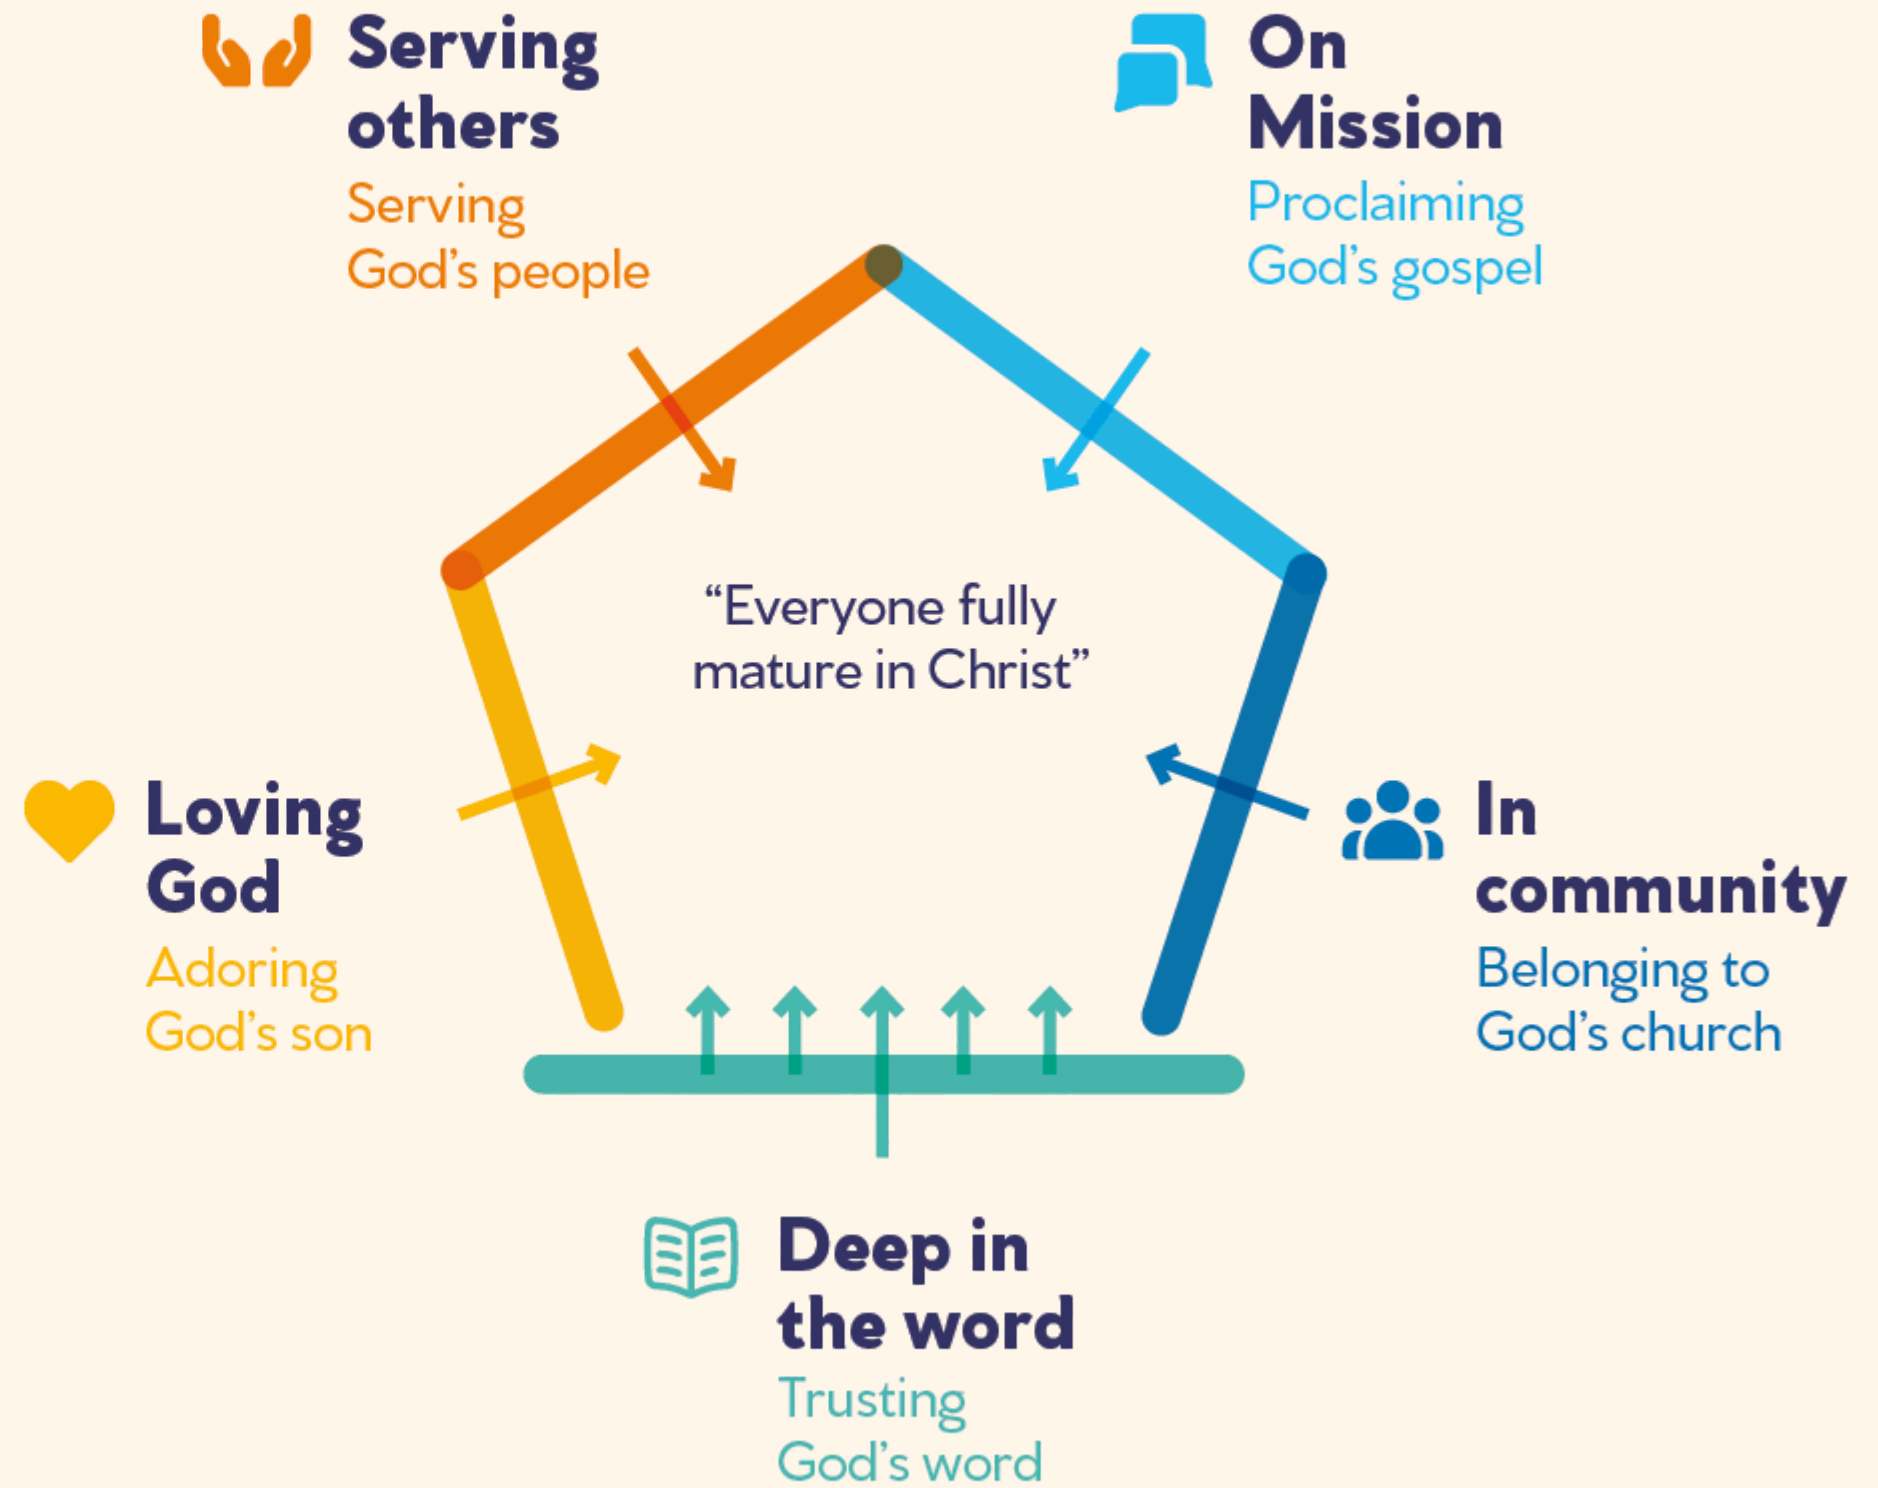 Serving
others
Serving
God’s people
On
Mission
Proclaiming
God’s gospel
“Everyone fully
mature in Christ”
Loving
God
Adoring
God’s son
In
community
Belonging to
God’s church
Deep in
the word
Trusting
God’s word